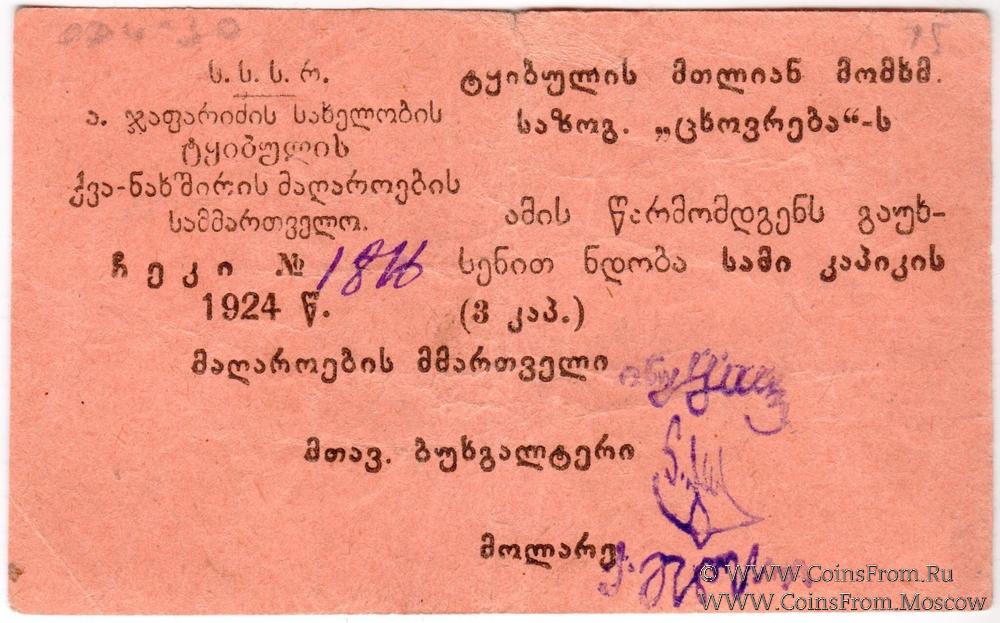 ს. ს. ს. რ.
ა. ჯაფარიძის სახელობის
ტყიბულის
ქვა-ნახშირის მაღაროების
სამმართველო.
ჩეკი №
1924 წ.
ტყიბულის მთლიან მომხმ.
საზოგ. „ცხოვრება“-ს
ამის წარმომდგენს გაუხ-
სენით ნდობა სამი კაპიკის
(3 კაპ.)
მაღაროების მმართველი
მთავ. ბუხგალტერი
მოლარე
© WWW.CoinsFrom.Ru
WWW.CoinsFrom.Moscow